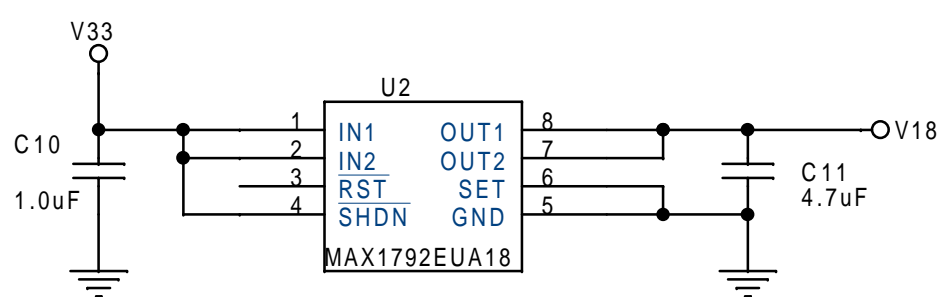 V33
U2
1 IN1 OUT1 8
V18
C10
2 IN2 OUT2 7
3 RST SET 6
C11
1.0uF
4.7uF
4 SHDN GND 5
MAX1792EUA18